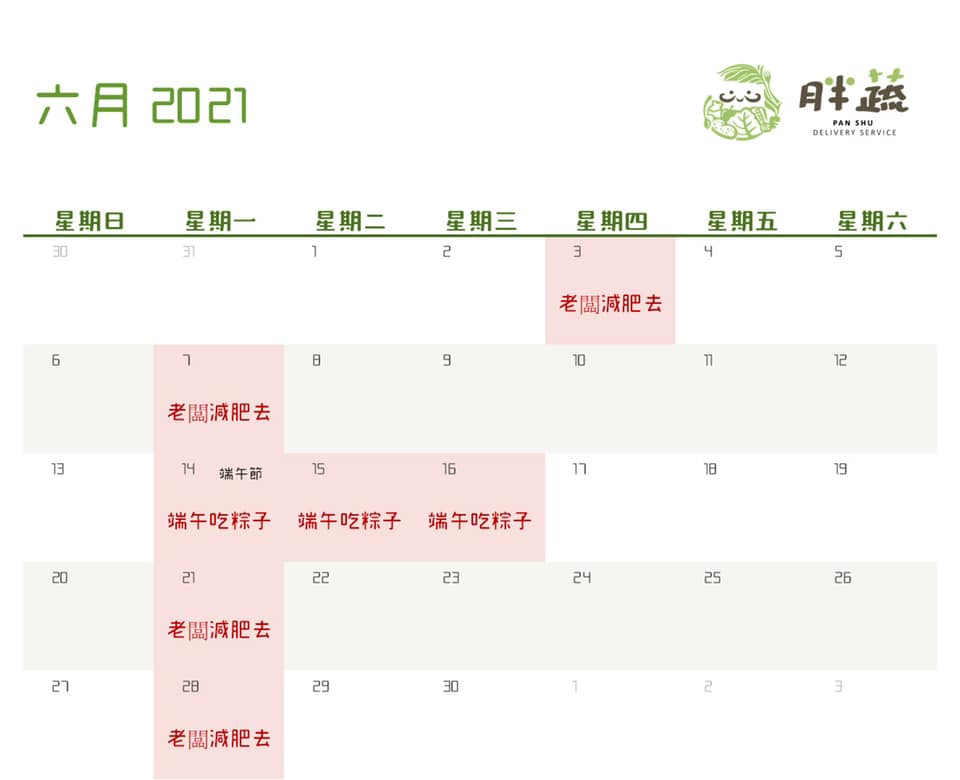 六月 2021
胖蔬
PAN SHU
DELIVERY SERVICE
星期日 星期一 星期二 星期三 星期四 星期五 星期六
30 31 1 2 3 4 5
老闆減肥去
6 7 8 9 10 11 12
老闆減肥去
13 14 端午節 15 16 17 18 19
端午吃粽子 端午吃粽子 端午吃粽子
20 21 22 23 24 25 26
老闆減肥去
27 28 29 30 1 2 3
老闆減肥去